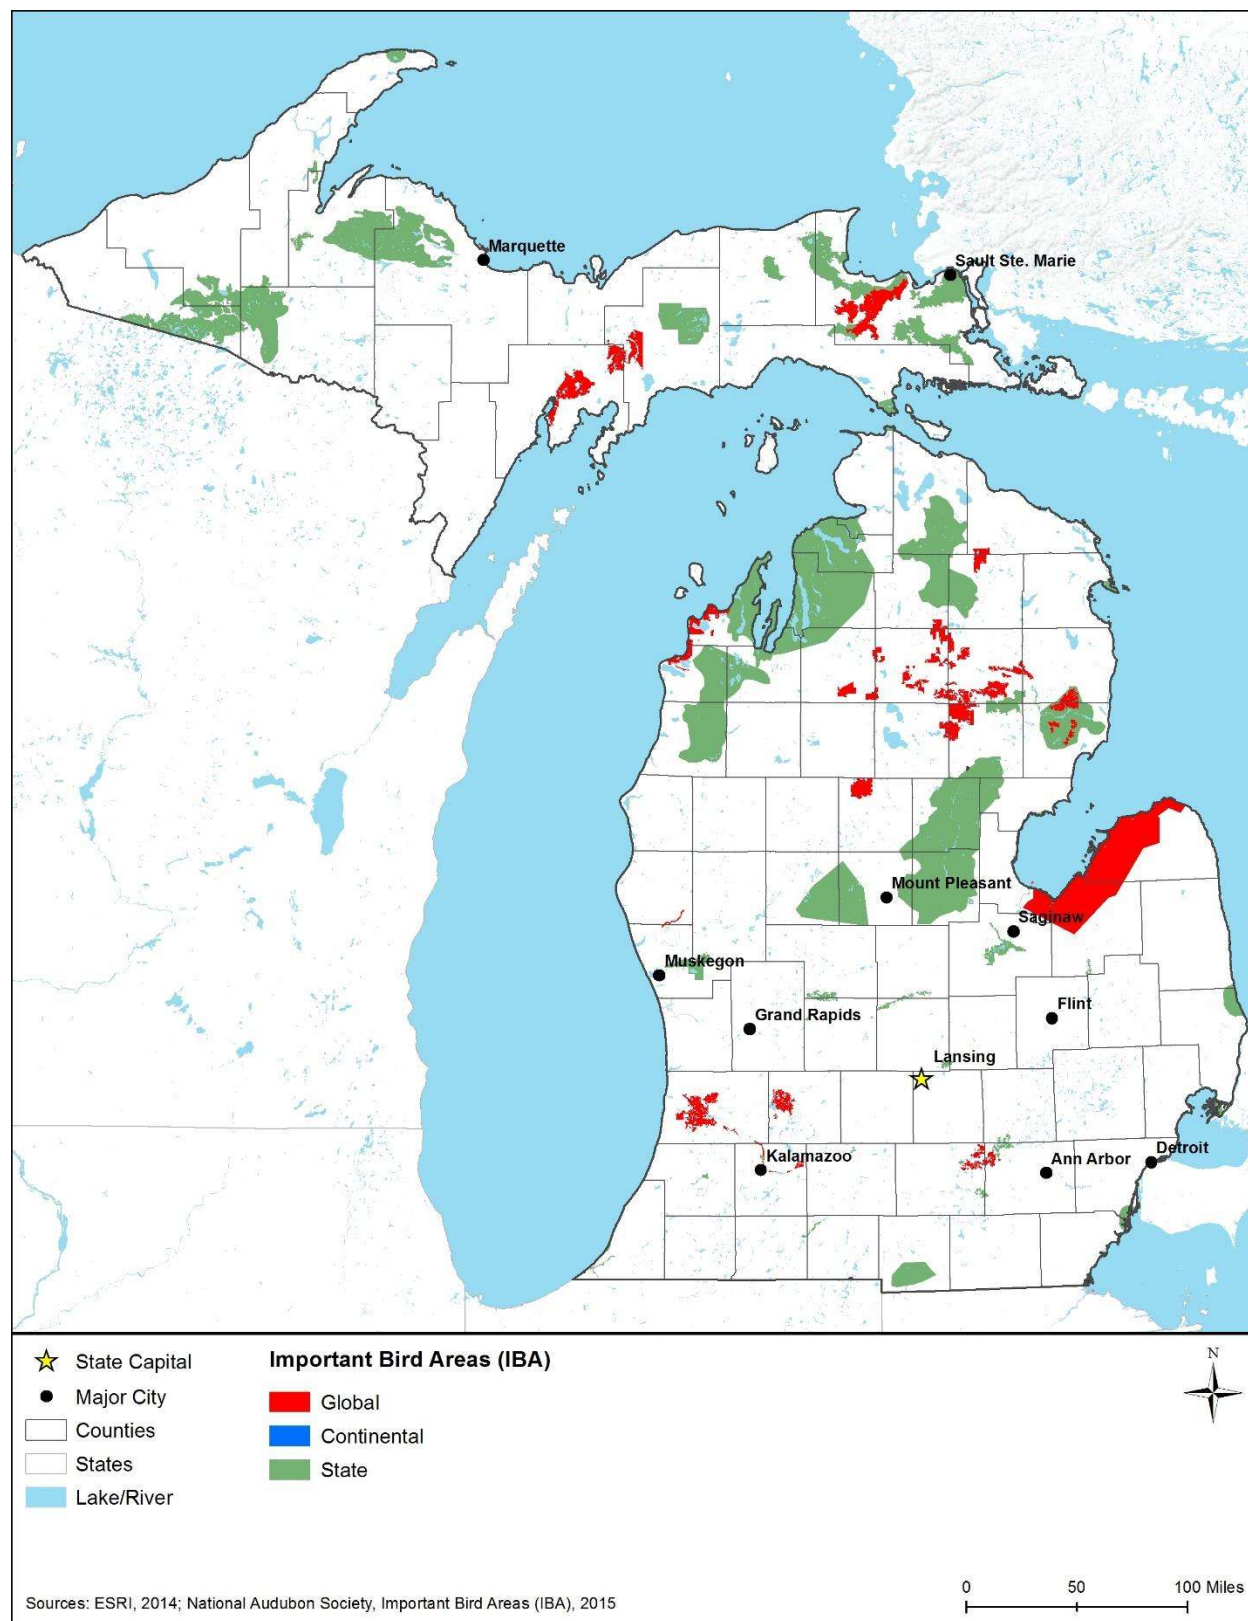 Marquette
Sault Ste. Marie
Mount Pleasant
Saginaw
Muskegon
Grand Rapids
Flint
Lansing
Kalamazoo
Ann Arbor
Detroit
State Capital
Major City
Counties
States
Lake/River
Important Bird Areas (IBA)
Global
Continental
State
N
0 50 100 Miles
Sources: ESRI, 2014; National Audubon Society, Important Bird Areas (IBA), 2015